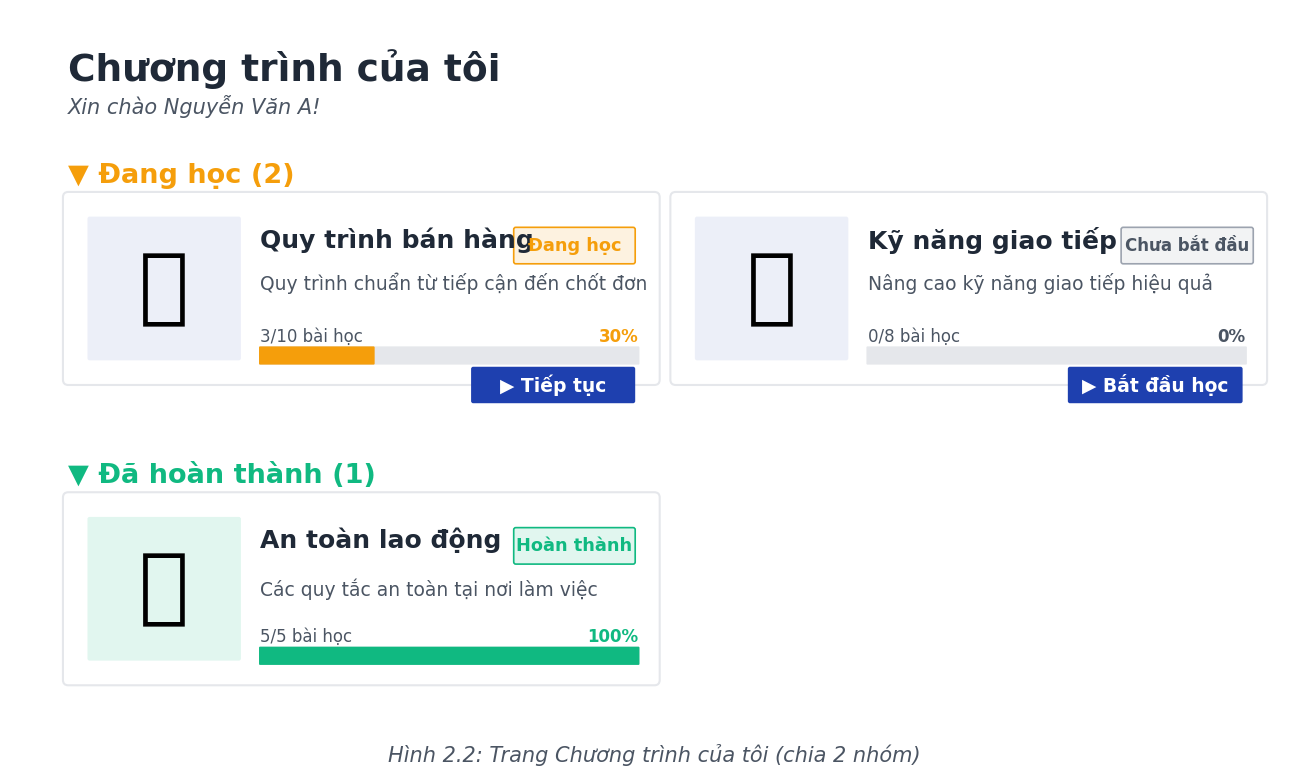 Chương trình của tôi
Xin chào Nguyễn Văn A!
▼ Đang học (2)
Quy trình bán hàng
Đang học
Quy trình chuẩn từ tiếp cận đến chốt đơn
3/10 bài học
30%
▶ Tiếp tục
Kỹ năng giao tiếp
Chưa bắt đầu
Nâng cao kỹ năng giao tiếp hiệu quả
0/8 bài học
0%
▶ Bắt đầu học
▼ Đã hoàn thành (1)
An toàn lao động
Hoàn thành
Các quy tắc an toàn tại nơi làm việc
5/5 bài học
100%
Hình 2.2: Trang Chương trình của tôi (chia 2 nhóm)